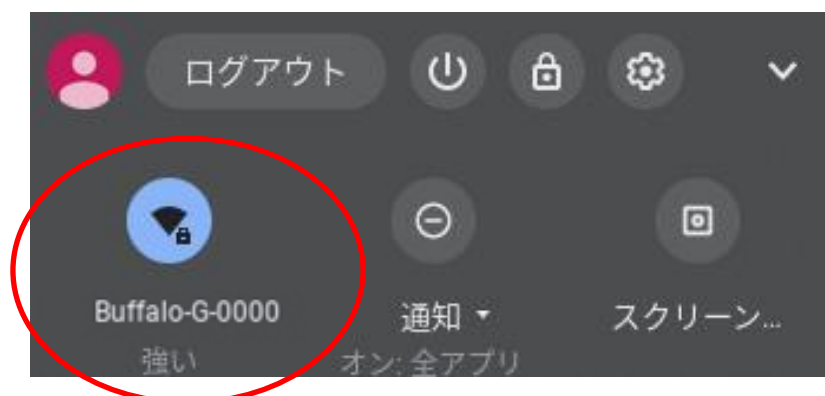 ログアウト
Buffalo-G-0000 通知 スクリーン...
強い オン: 全アプリ